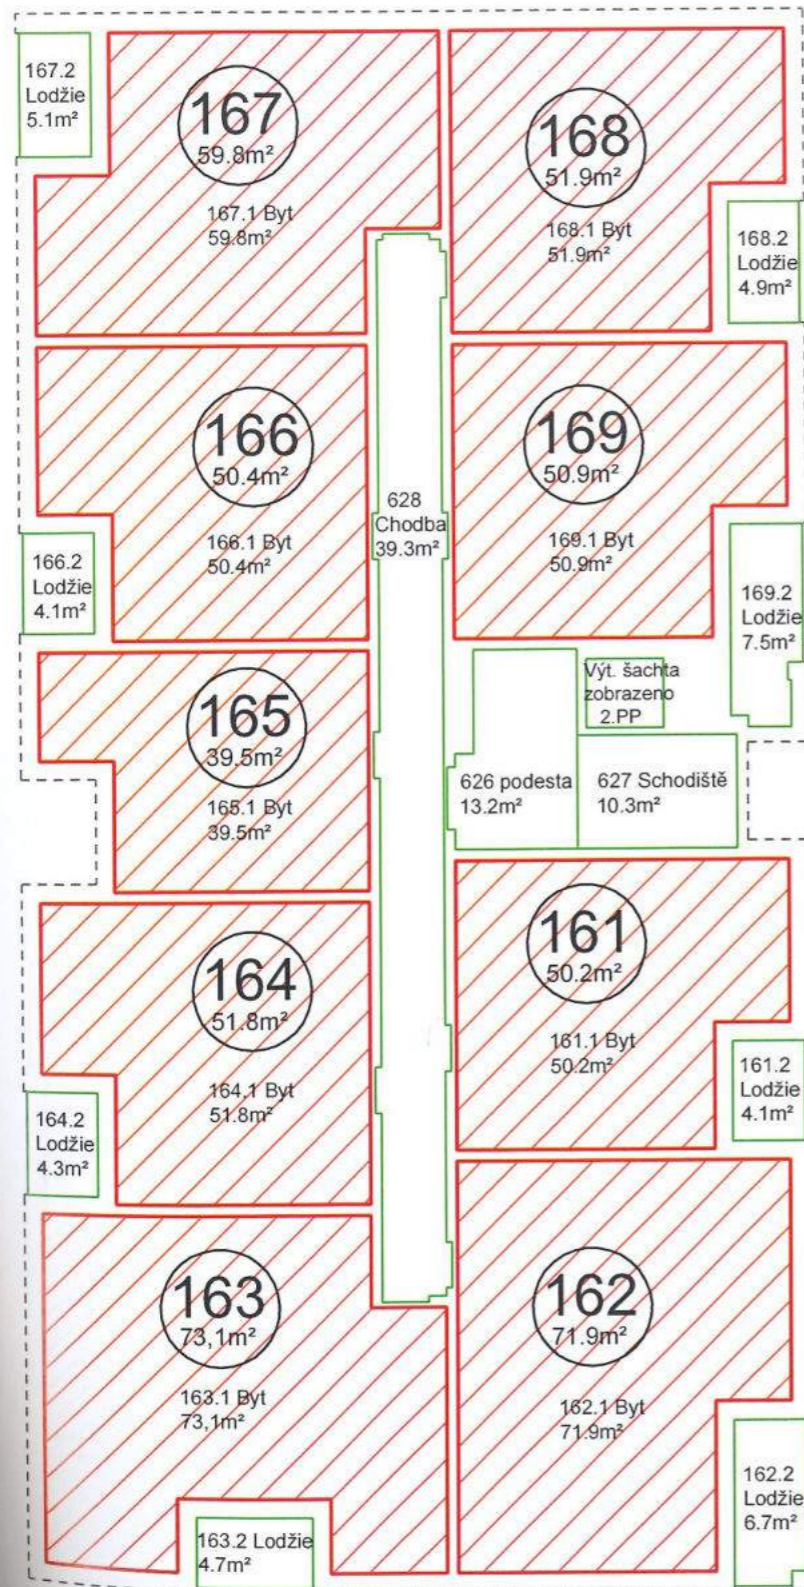 167.2
Lodžie
5.1m²
167
59.8m²
167.1 Byt
59.8m²
168
51.9m²
168.1 Byt
51.9m²
168.2
Lodžie
4.9m²
166
50.4m²
166.1 Byt
50.4m²
166.2
Lodžie
4.1m²
628
Chodba
39.3m²
169
50.9m²
169.1 Byt
50.9m²
169.2
Lodžie
7.5m²
165
39.5m²
165.1 Byt
39.5m²
Výt. šachta
zobrazeno
2.PP
626 podesta
13.2m²
627 Schodiště
10.3m²
164
51.8m²
164.1 Byt
51.8m²
164.2
Lodžie
4.3m²
161
50.2m²
161.1 Byt
50.2m²
161.2
Lodžie
4.1m²
163
73,1m²
163.1 Byt
73,1m²
163.2 Lodžie
4.7m²
162
71.9m²
162.1 Byt
71.9m²
162.2
Lodžie
6.7m²